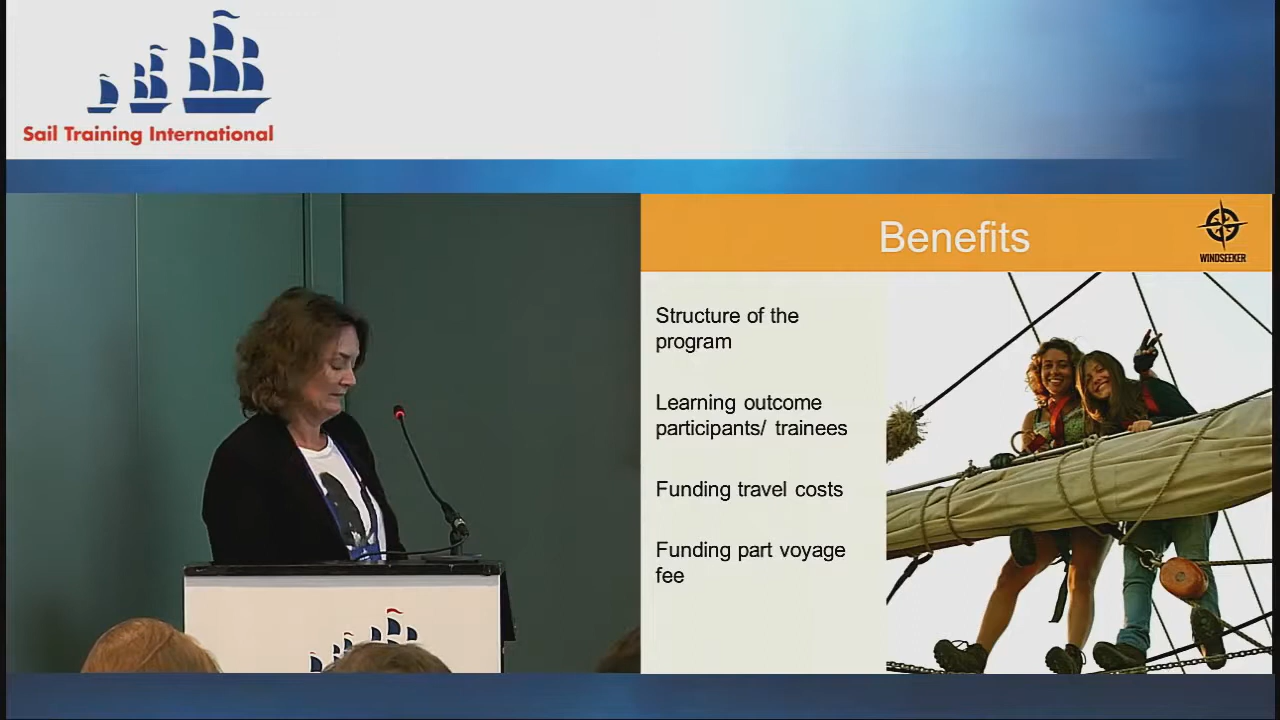 Sail Training International
Benefits
WINDSEEKER
Structure of the
program
Learning outcome
participants/ trainees
Funding travel costs
Funding part voyage
fee